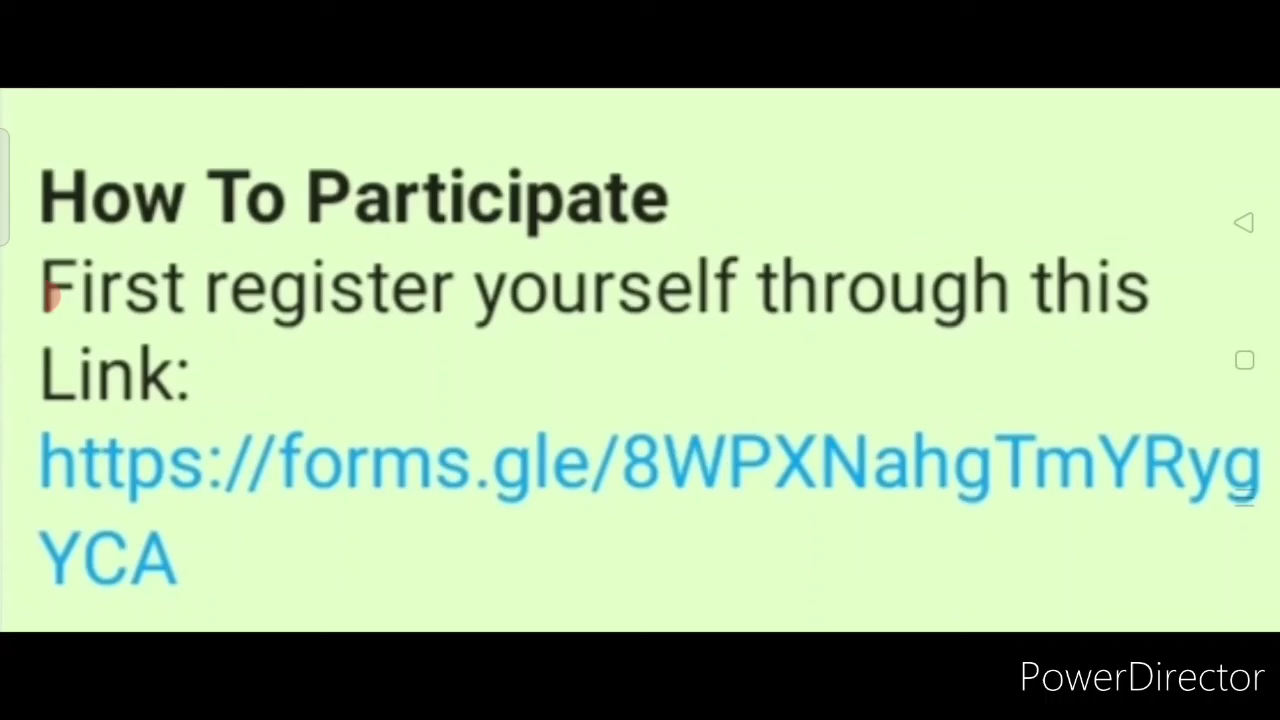 How To Participate
First register yourself through this
Link:
https://forms.gle/8WPXNahgTmYRyg
YCA
PowerDirector